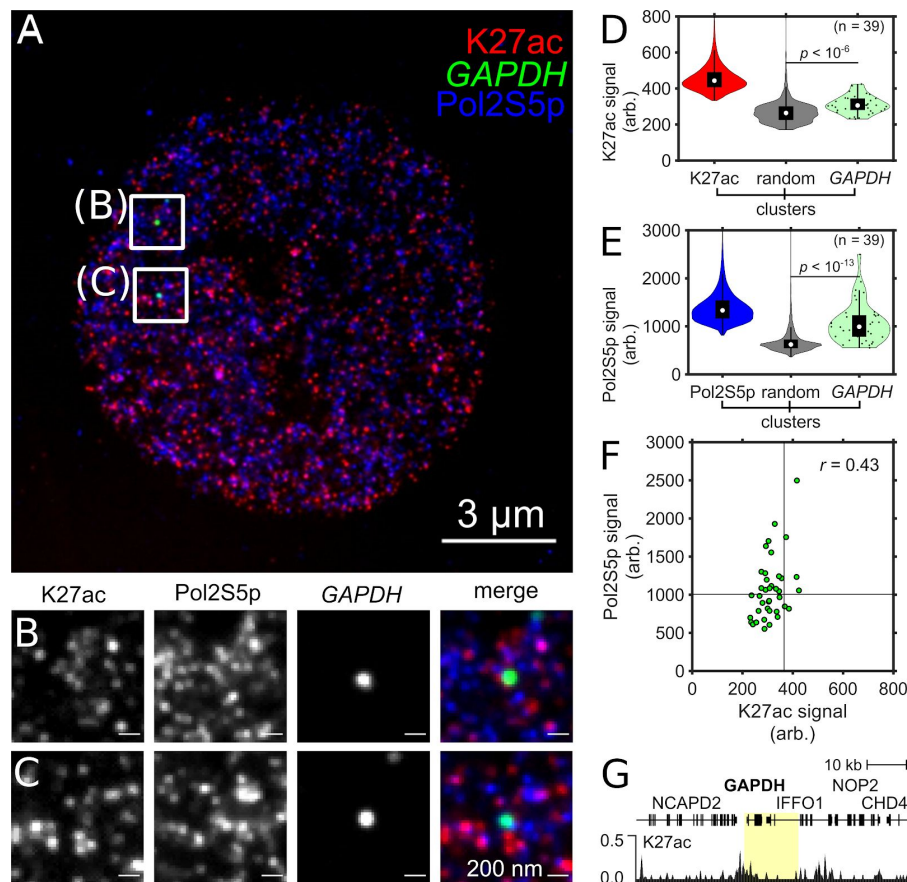 A
K27ac
GAPDH
Pol2S5p
(B)
(C)
3 μm
K27ac Pol2S5p GAPDH merge
B
C
200 nm
D
800
600
400
200
0
K27ac signal
(arb.)
(n = 39)
p < 10-6
K27ac random GAPDH
clusters
E
3000
2000
1000
0
Pol2S5p signal
(arb.)
(n = 39)
p < 10-13
Pol2S5p random GAPDH
clusters
F
3000
2500
2000
1500
1000
500
0
Pol2S5p signal
(arb.)
r = 0.43
0 200 400 600 800
K27ac signal
(arb.)
G
10 kb
GAPDH NOP2
NCAPD2 IFFO1 CHD4
0.5
K27ac
0.0